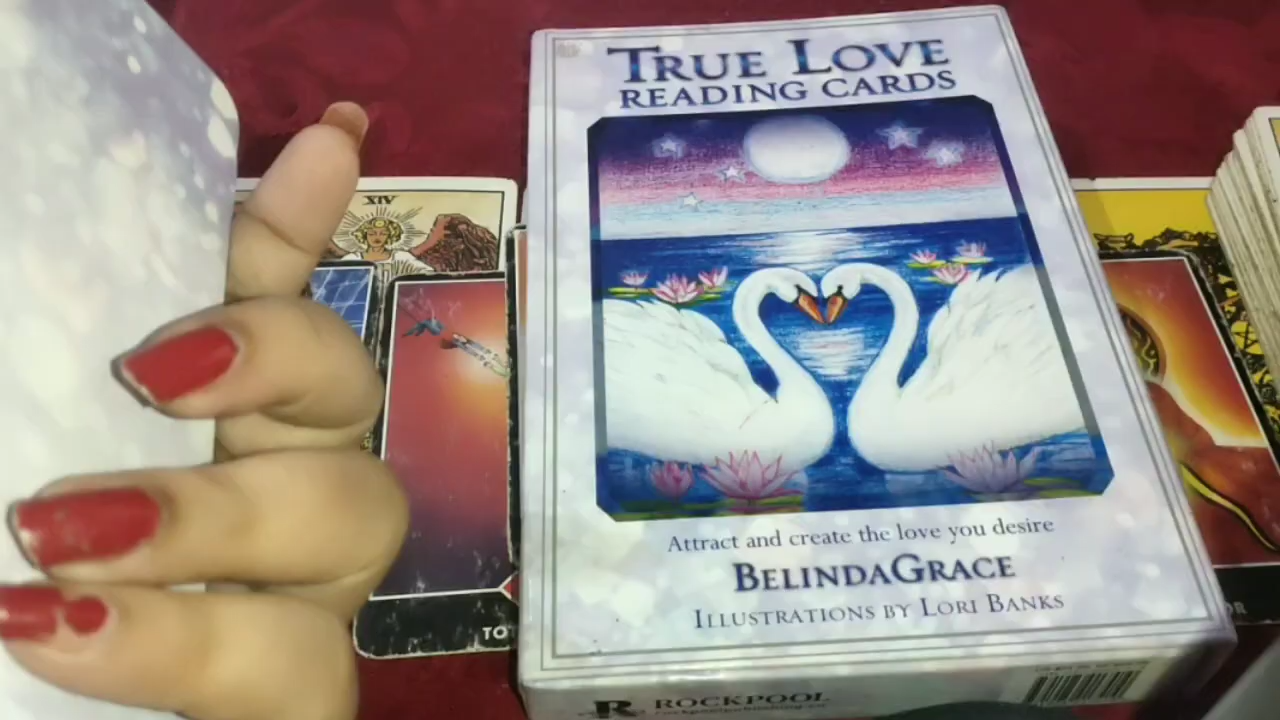 TRUE LOVE
READING CARDS
XIV
Attract and create the love you desire
BELINDAGRACE
ILLUSTRATIONS BY LORI BANKS
R ROCKPOOL